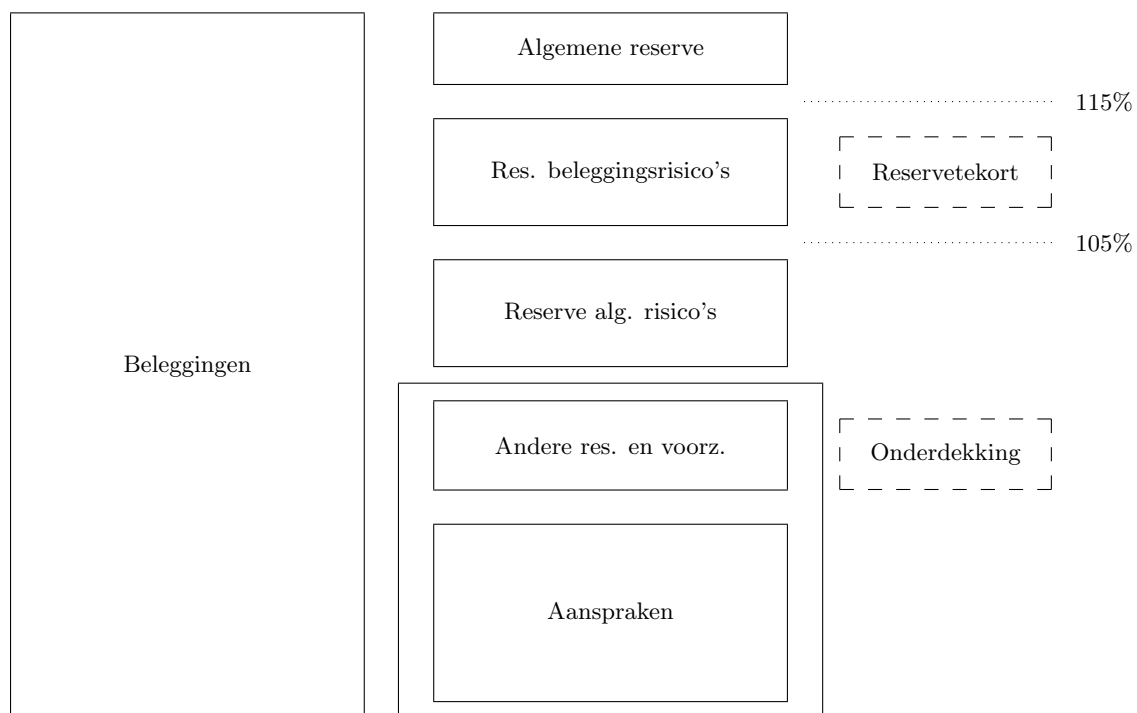 Algemene reserve
115%
Res. beleggingsrisico's
Reservetekort
105%
Reserve alg. risico's
Beleggingen
Andere res. en voorz.
Onderdekking
Aanspraken